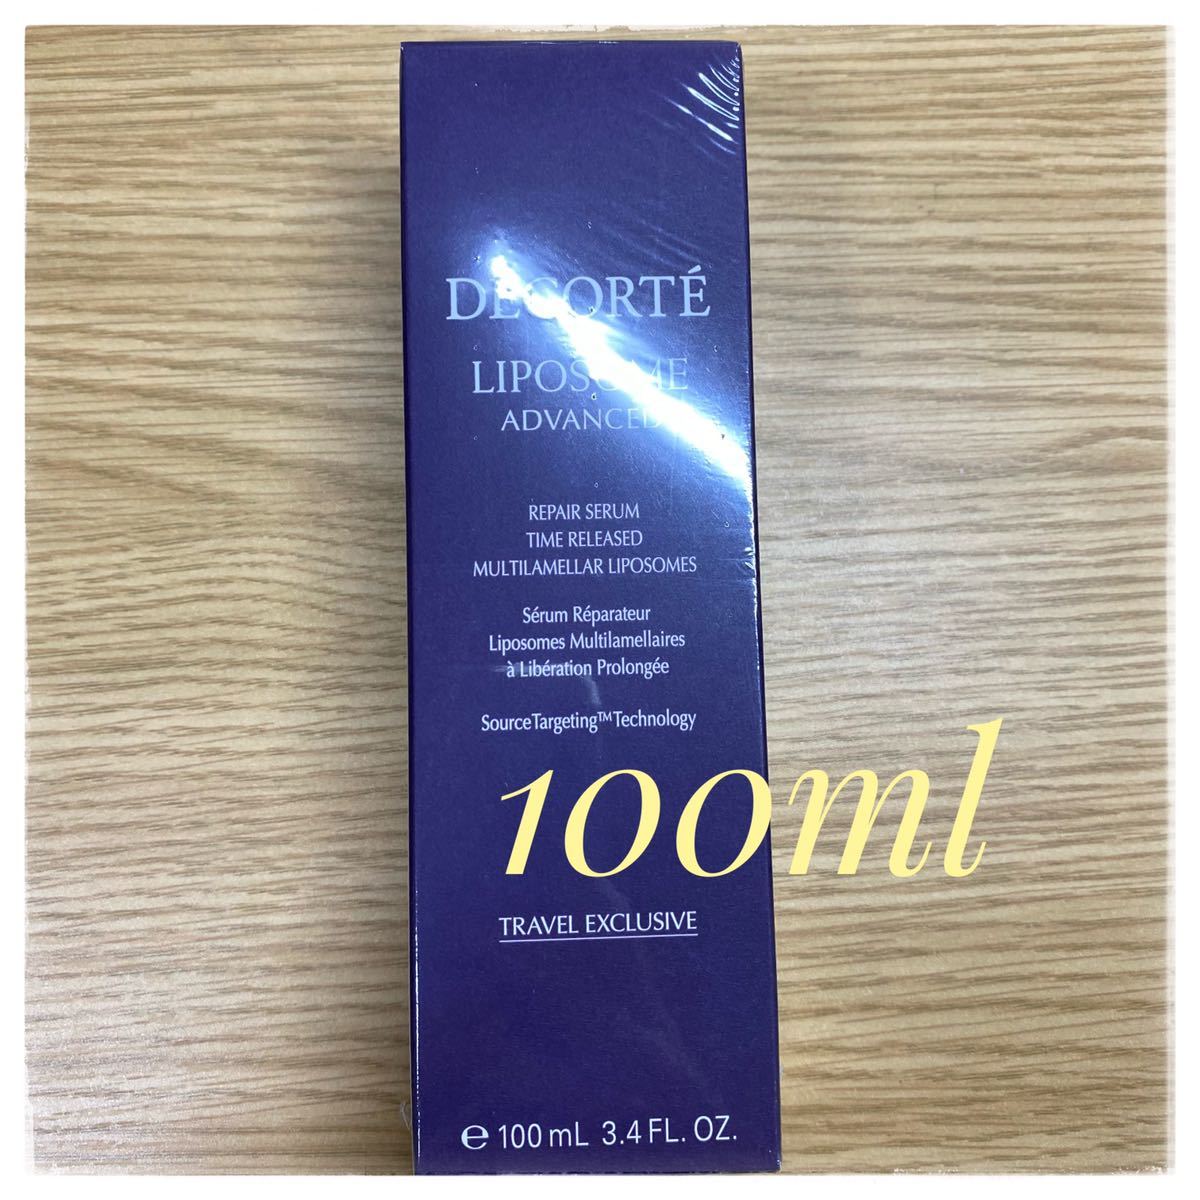 DECORTÉ
LIPOSOME
ADVANCED
REPAIR SERUM
TIME RELEASED
MULTILAMELLAR LIPOSOMES
Sérum Réparateur
Liposomes Multilamellaires
à Libération Prolongée
SourceTargeting™Technology
100ml
TRAVEL EXCLUSIVE
℮ 100 mL 3.4 FL. OZ.